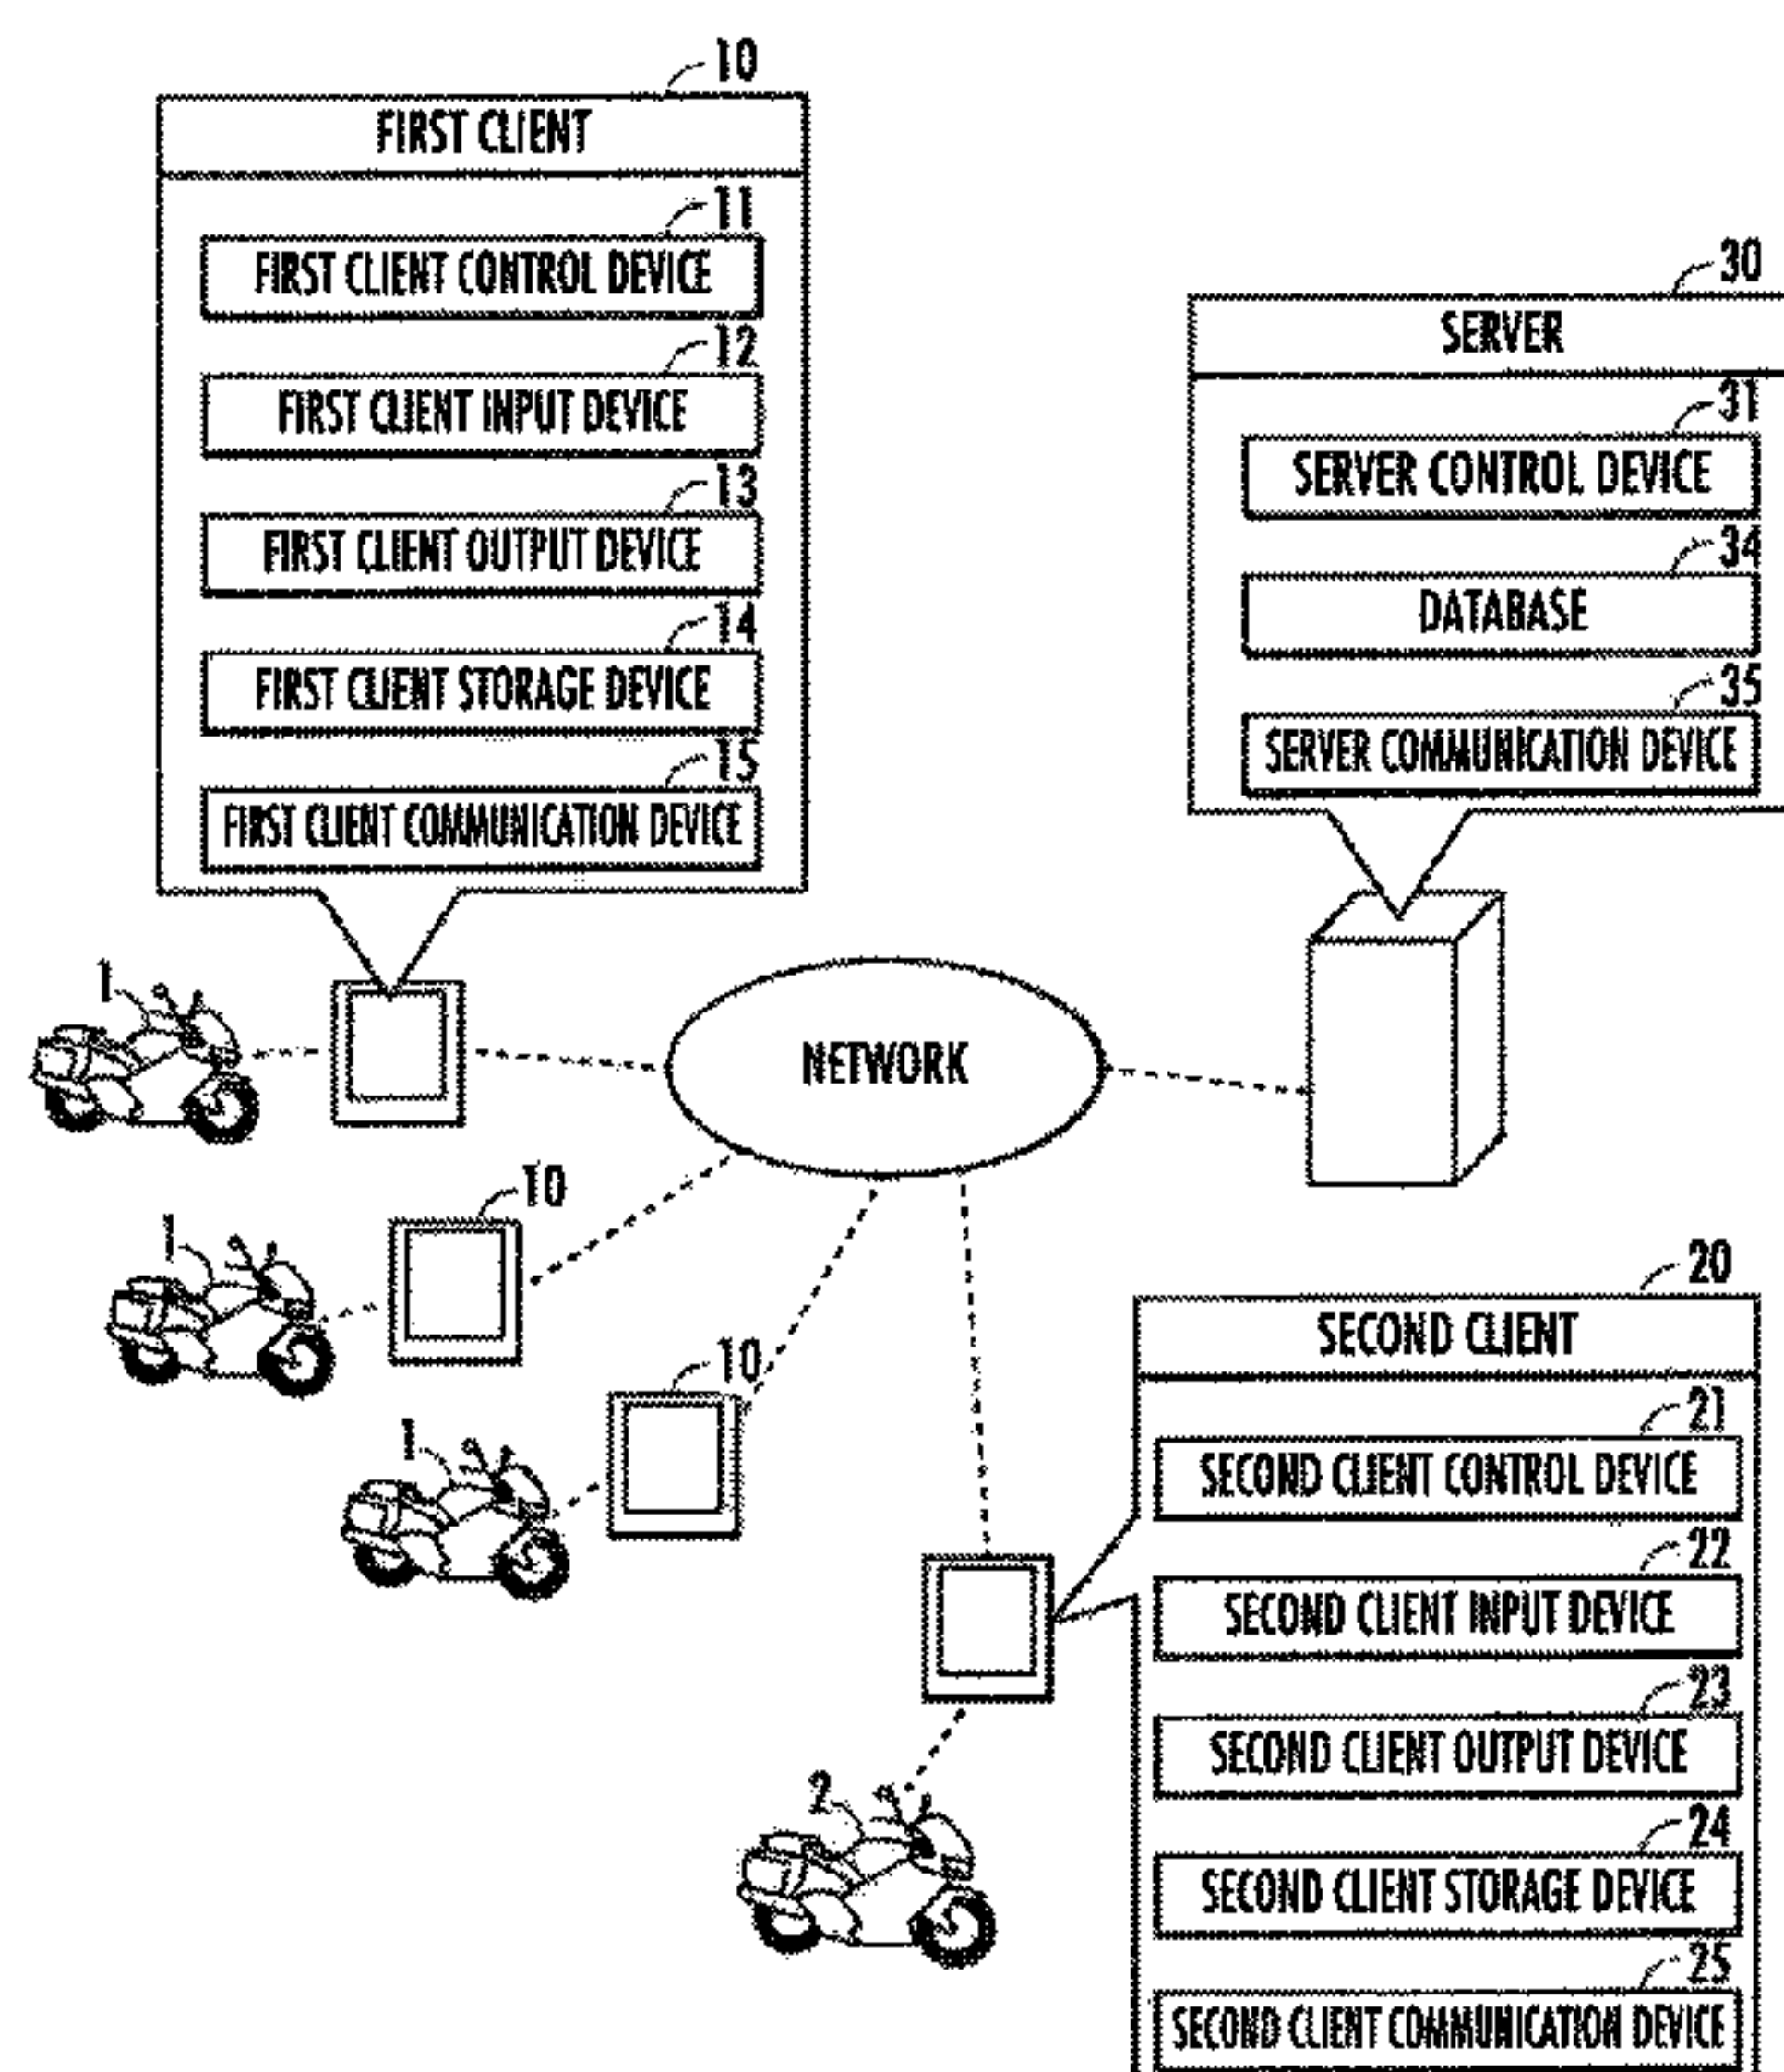 10
FIRST CLIENT
11
FIRST CLIENT CONTROL DEVICE
12
FIRST CLIENT INPUT DEVICE
13
FIRST CLIENT OUTPUT DEVICE
14
FIRST CLIENT STORAGE DEVICE
15
FIRST CLIENT COMMUNICATION DEVICE
30
SERVER
31
SERVER CONTROL DEVICE
34
DATABASE
35
SERVER COMMUNICATION DEVICE
1
NETWORK
1
10
1
10
2
20
SECOND CLIENT
21
SECOND CLIENT CONTROL DEVICE
22
SECOND CLIENT INPUT DEVICE
23
SECOND CLIENT OUTPUT DEVICE
24
SECOND CLIENT STORAGE DEVICE
25
SECOND CLIENT COMMUNICATION DEVICE